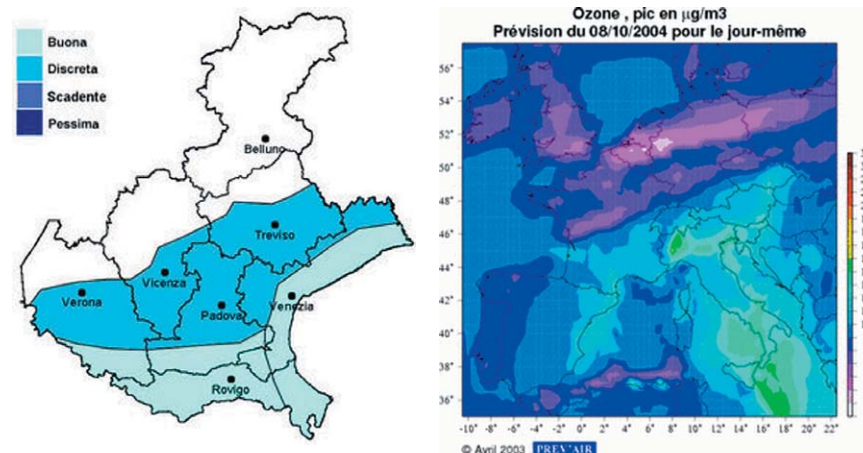 Buona
Discreta
Scadente
Pessima
Belluno
Treviso
Vicenza
Verona
Padova
Venezia
Rovigo
Ozone , pic en µg/m3
Prévision du 08/10/2004 pour le jour-même
56°
54°
52°
50°
48°
46°
44°
42°
40°
38°
36°
-10° -8° -6° -4° -2° 0° 2° 4° 6° 8° 10° 12° 14° 16° 18° 20° 22°
© Avril 2003 PREV'AIR